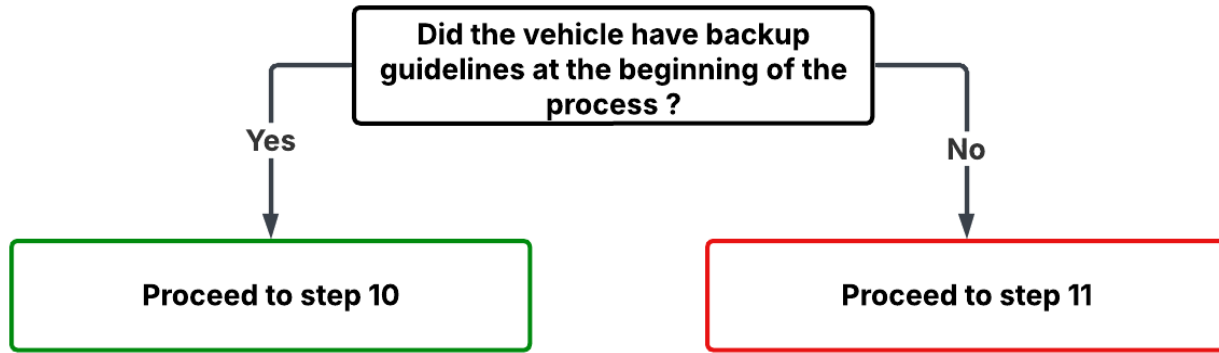 Did the vehicle have backup
guidelines at the beginning of the
process ?
Yes
No
Proceed to step 10
Proceed to step 11